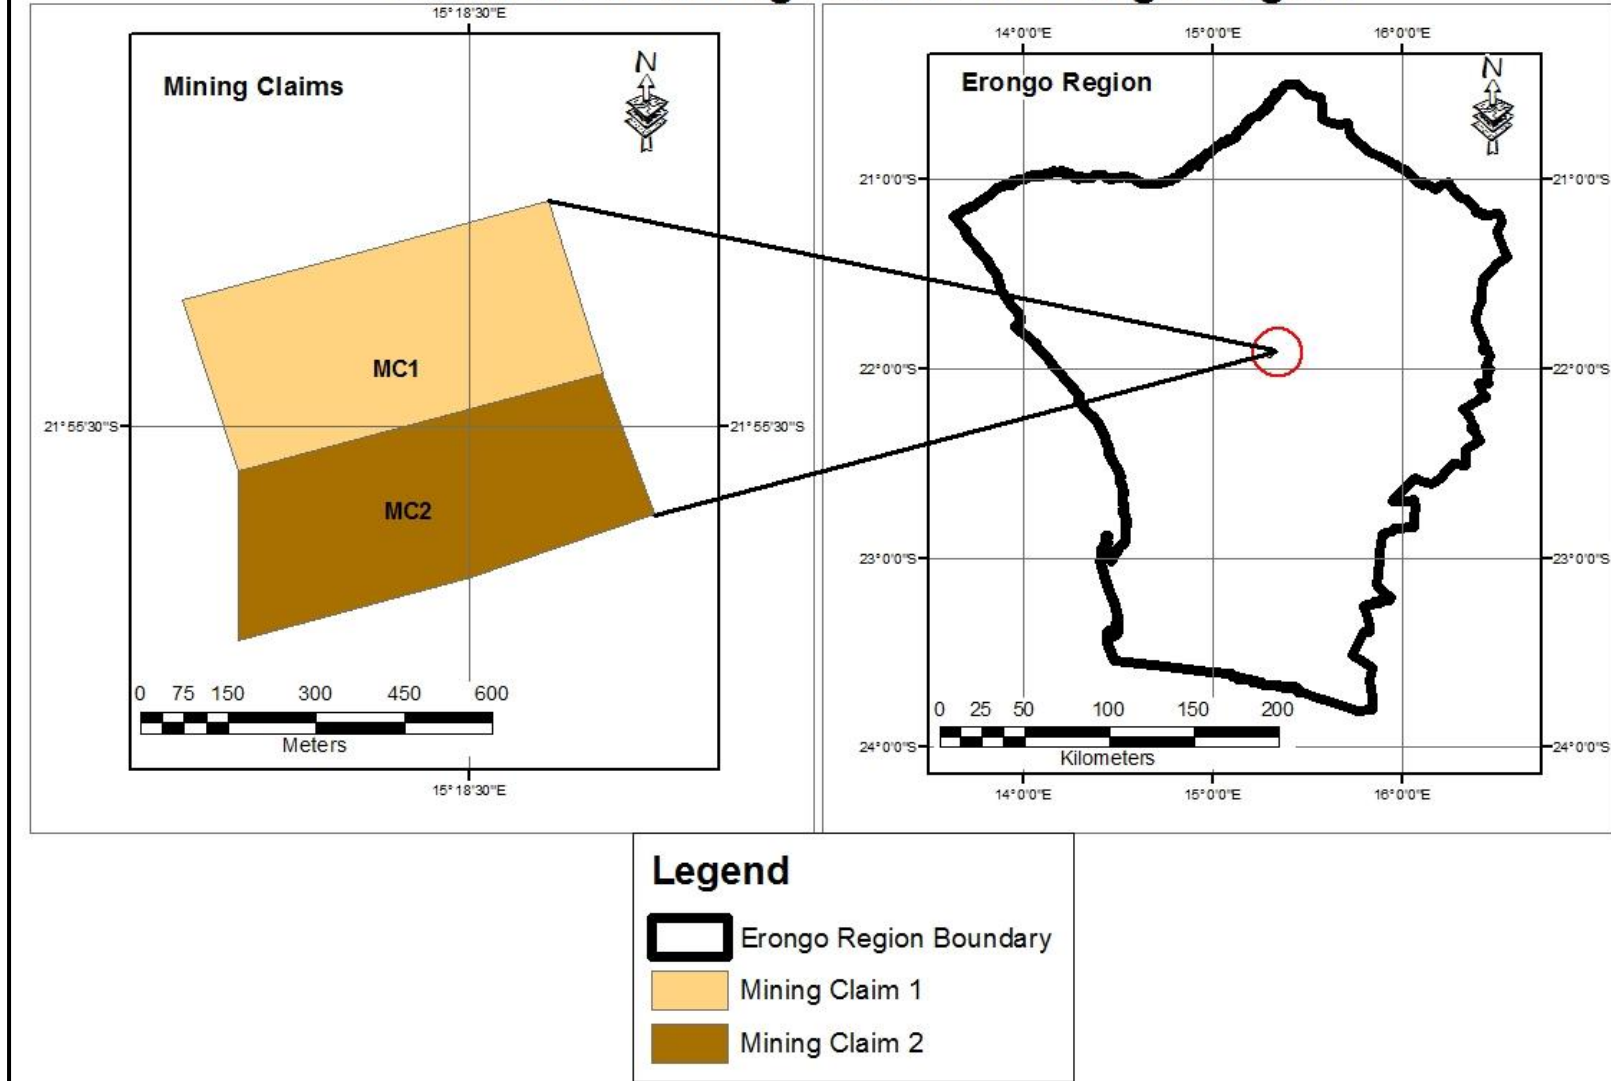 15°18'30"E
Mining Claims
N
MC1
21°55'30"S
21°55'30"S
MC2
0 75 150 300 450 600
Meters
15°18'30"E
14°0'0"E 15°0'0"E 16°0'0"E
Erongo Region
N
21°0'0"S 21°0'0"S
22°0'0"S 22°0'0"S
23°0'0"S 23°0'0"S
0 25 50 100 150 200
24°0'0"S 24°0'0"S
Kilometers
14°0'0"E 15°0'0"E 16°0'0"E
Legend
Erongo Region Boundary
Mining Claim 1
Mining Claim 2